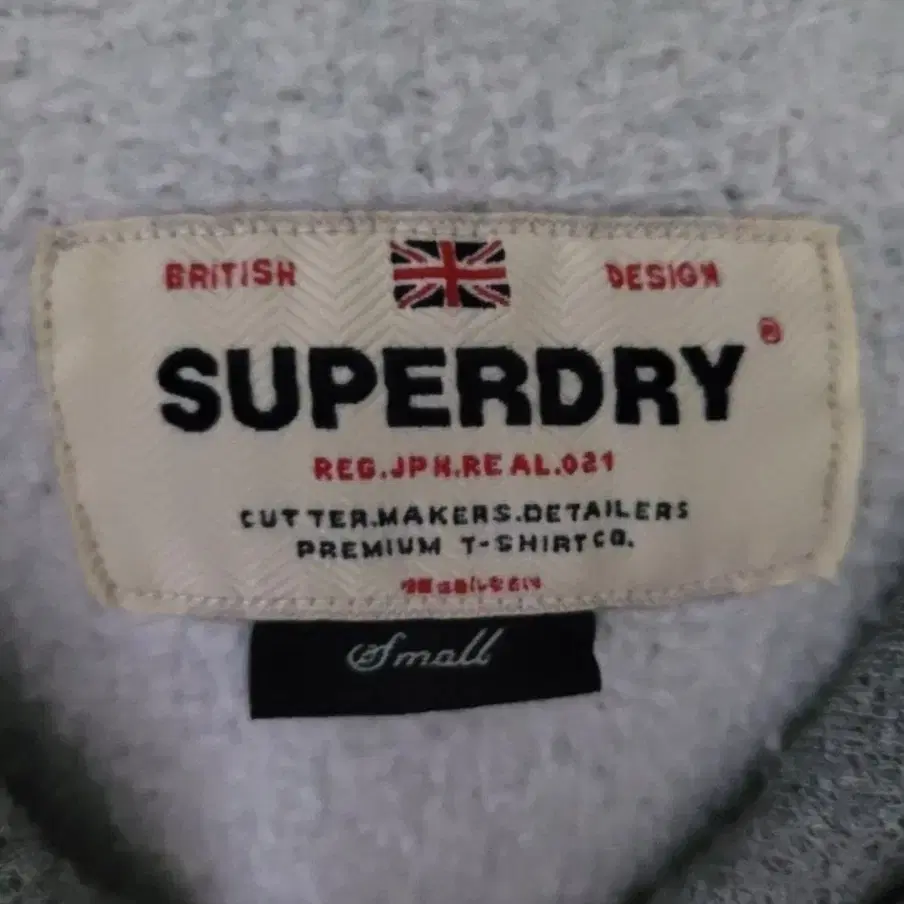 BRITISH DESIGN
SUPERDRY®
REG.JPN.REAL.021
CUTTER.MAKERS.DETAILERS
PREMIUM T-SHIRT CO.
Small